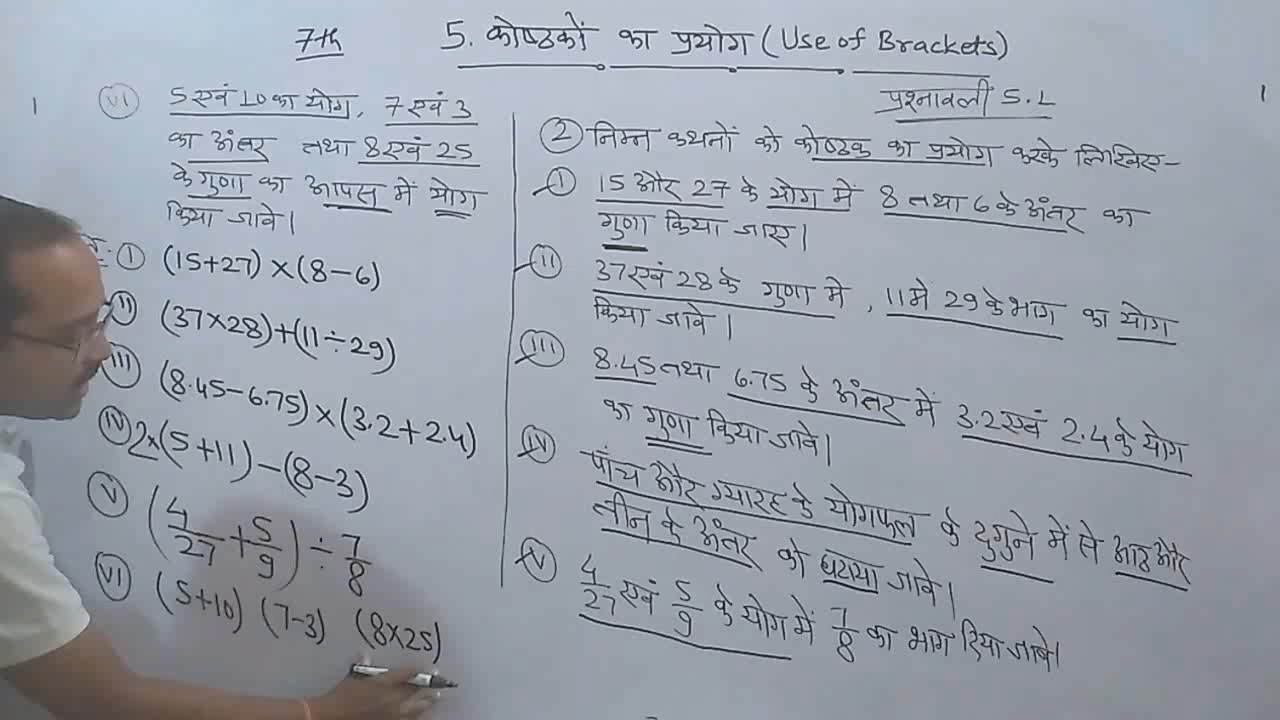 7th
5. कोष्ठकों का प्रयोग (Use of Brackets)
प्रश्नावली 5.1
(VI) 5 एवं 10 का योग, 7 एवं 3
का अंतर तथा 8 एवं 25
के गुणा का आपस में योग
किया जावे।
(I) (15+27)×(8-6)
(II) (37×28)+(11÷29)
(III) (8.45-6.75)×(3.2+2.4)
(IV) 2×(5+11)-(8-3)
(V) (4/27+5/9)÷7/8
(VI) (5+10) (7-3) (8×25)
(2) निम्न कथनों को कोष्ठक का प्रयोग करके लिखिए-
(I) 15 और 27 के योग में 8 तथा 6 के अंतर का
गुणा किया जाए।
(II) 37 एवं 28 के गुणा में, 11 में 29 के भाग का योग
किया जावे।
(III) 8.45 तथा 6.75 के अंतर में 3.2 एवं 2.4 के योग
का गुणा किया जावे।
(IV) पांच और ग्यारह के योगफल के दुगुने में से आठ और
तीन के अंतर को घटाया जावे।
(V) 4/27 एवं 5/9 के योग में 7/8 का भाग दिया जावे।